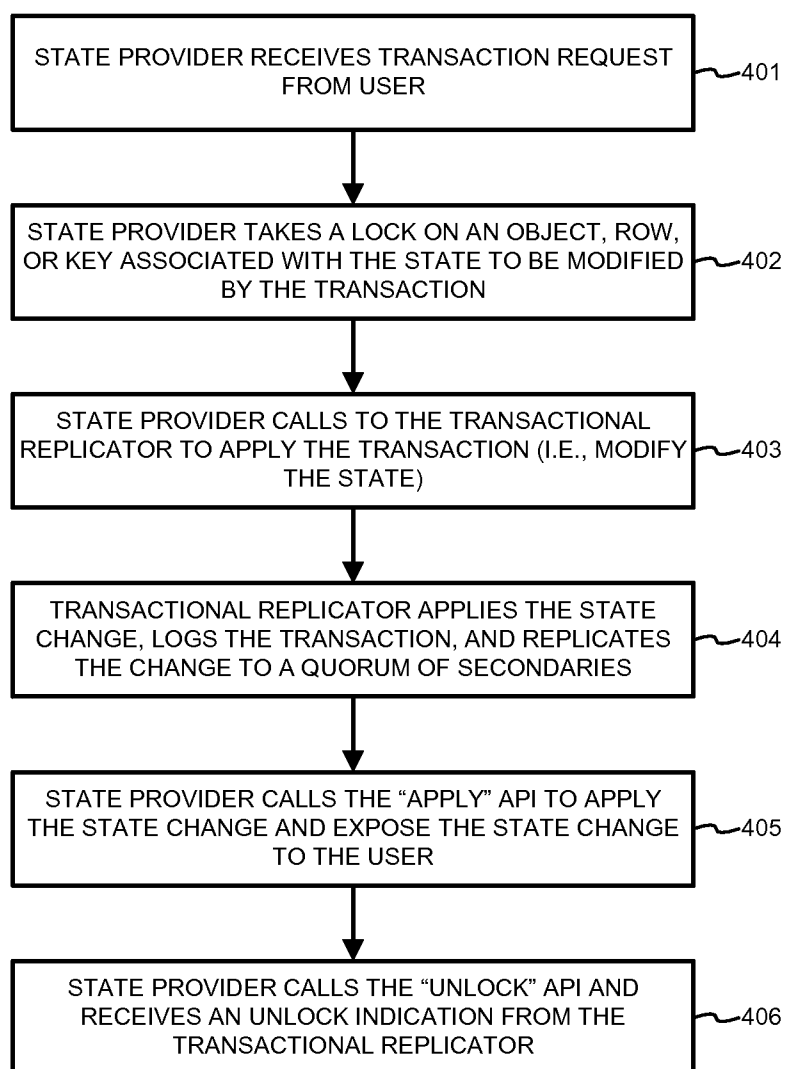 STATE PROVIDER RECEIVES TRANSACTION REQUEST
FROM USER
401
STATE PROVIDER TAKES A LOCK ON AN OBJECT, ROW,
OR KEY ASSOCIATED WITH THE STATE TO BE MODIFIED
BY THE TRANSACTION
402
STATE PROVIDER CALLS TO THE TRANSACTIONAL
REPLICATOR TO APPLY THE TRANSACTION (I.E., MODIFY
THE STATE)
403
TRANSACTIONAL REPLICATOR APPLIES THE STATE
CHANGE, LOGS THE TRANSACTION, AND REPLICATES
THE CHANGE TO A QUORUM OF SECONDARIES
404
STATE PROVIDER CALLS THE “APPLY” API TO APPLY
THE STATE CHANGE AND EXPOSE THE STATE CHANGE
TO THE USER
405
STATE PROVIDER CALLS THE “UNLOCK” API AND
RECEIVES AN UNLOCK INDICATION FROM THE
TRANSACTIONAL REPLICATOR
406